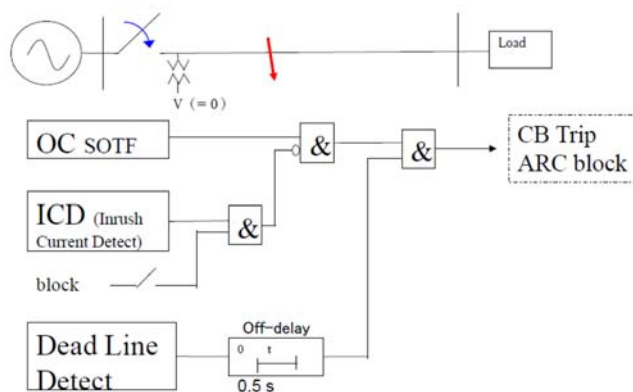 Load
V (=0)
OC SOTF
&
&
CB Trip
ARC block
ICD (Inrush
Current Detect)
&
block
Off-delay
Dead Line
Detect
0 t
0.5 s